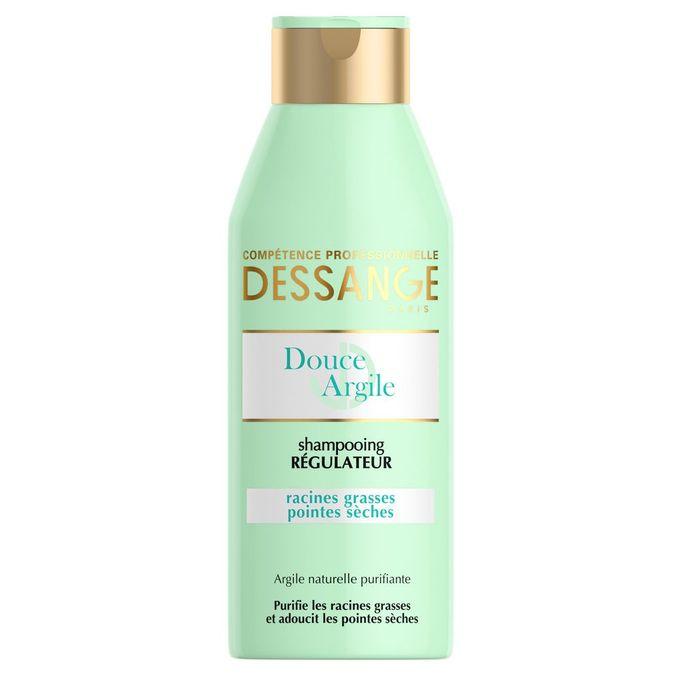 COMPÉTENCE PROFESSIONNELLE
DESSANGE
PARIS
Douce
Argile
shampooing
RÉGULATEUR
racines grasses
pointes sèches
Argile naturelle purifiante
Purifie les racines grasses
et adoucit les pointes sèches